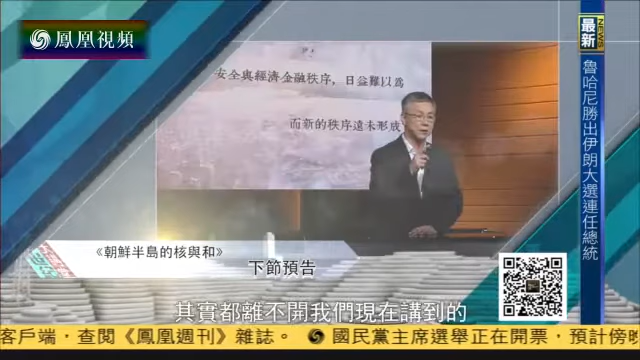 鳳凰視頻
最新
NEWS
魯哈尼勝出伊朗大選連任總統
安全與經濟金融秩序，日益難以為
而新的秩序遠未形成
《朝鮮半島的核與和》
下節預告
其實都離不開我們現在講到的
客戶端，查閱《鳳凰週刊》雜誌。 國民黨主席選舉正在開票，預計傍晚